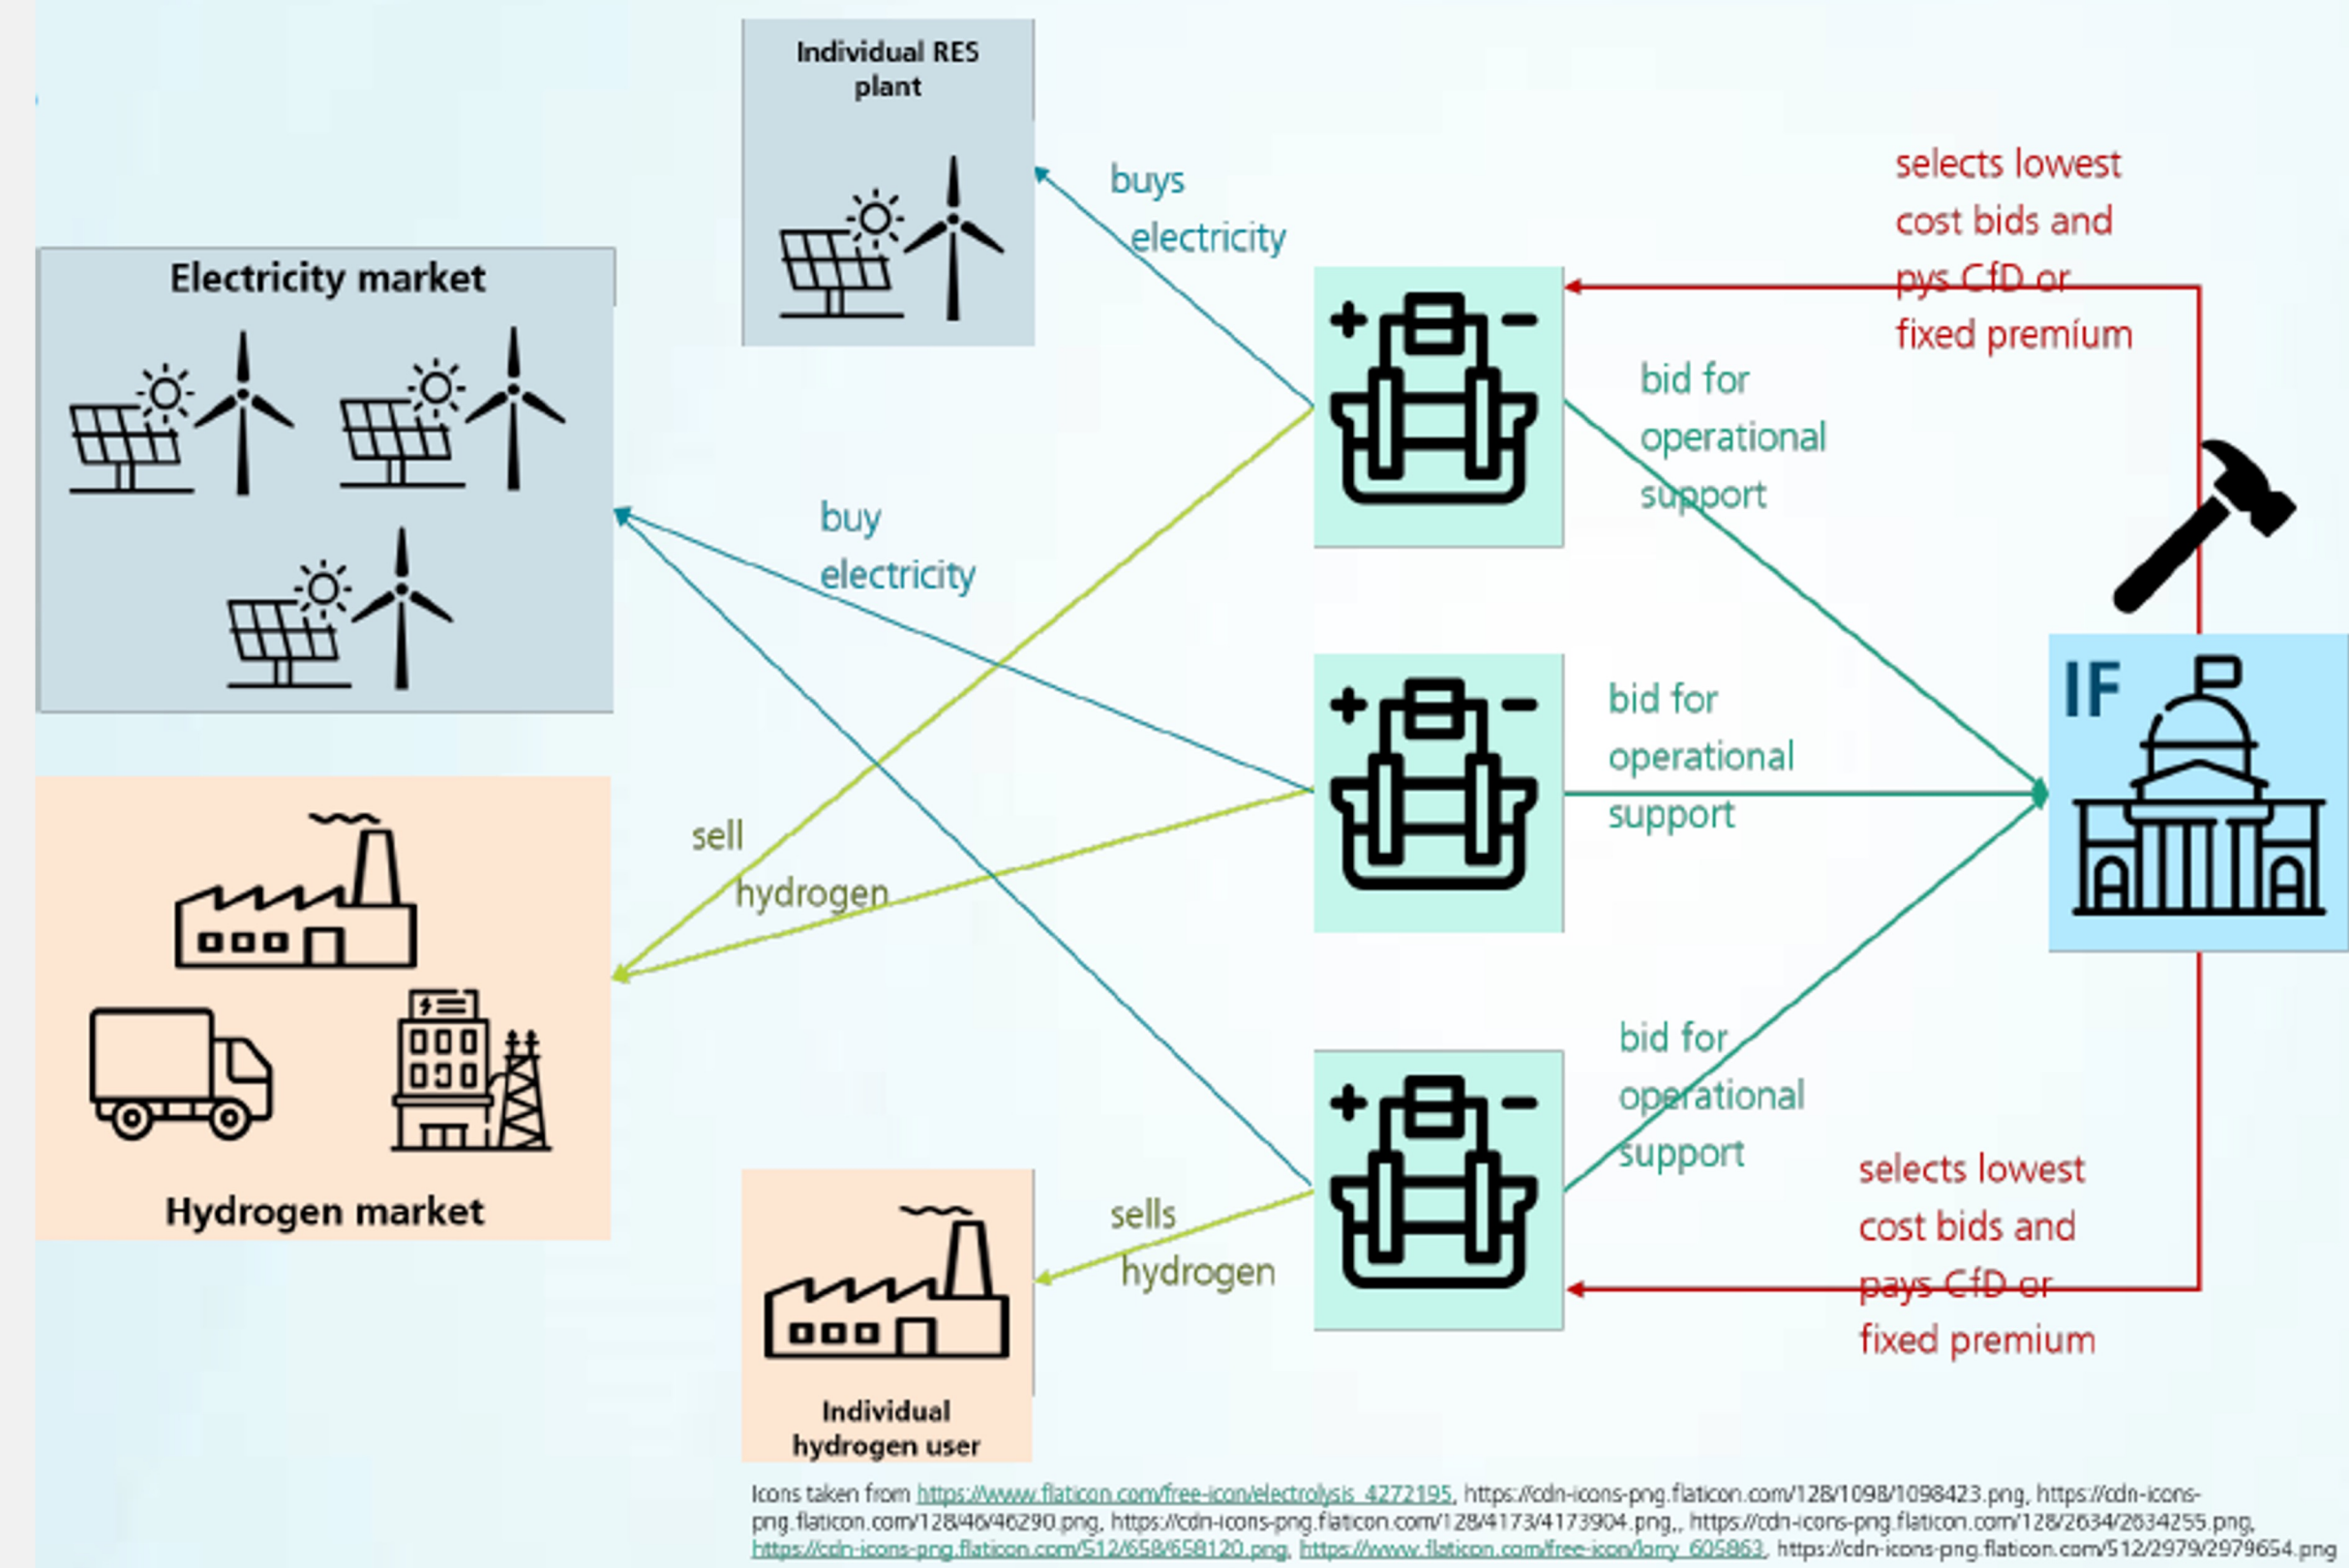 Individual RES
plant
buys
electricity
selects lowest
cost bids and
pys CfD or
fixed premium
Electricity market
bid for
operational
support
buy
electricity
IF
bid for
operational
support
sell
hydrogen
bid for
operational
support
selects lowest
cost bids and
pays CfD or
fixed premium
Hydrogen market
sells
hydrogen
Individual
hydrogen user
Icons taken from https://www.flaticon.com/free-icon/electrolysis_4272195, https://cdn-icons-png.flaticon.com/128/1098/1098423.png, https://cdn-icons-
png.flaticon.com/128/46/46290.png, https://cdn-icons-png.flaticon.com/128/4173/4173904.png,, https://cdn-icons-png.flaticon.com/128/2634/2634255.png,
https://cdn-icons-png.flaticon.com/512/658/658120.png, https://www.flaticon.com/free-icon/lorry_605863, https://cdn-icons-png.flaticon.com/512/2979/2979654.png